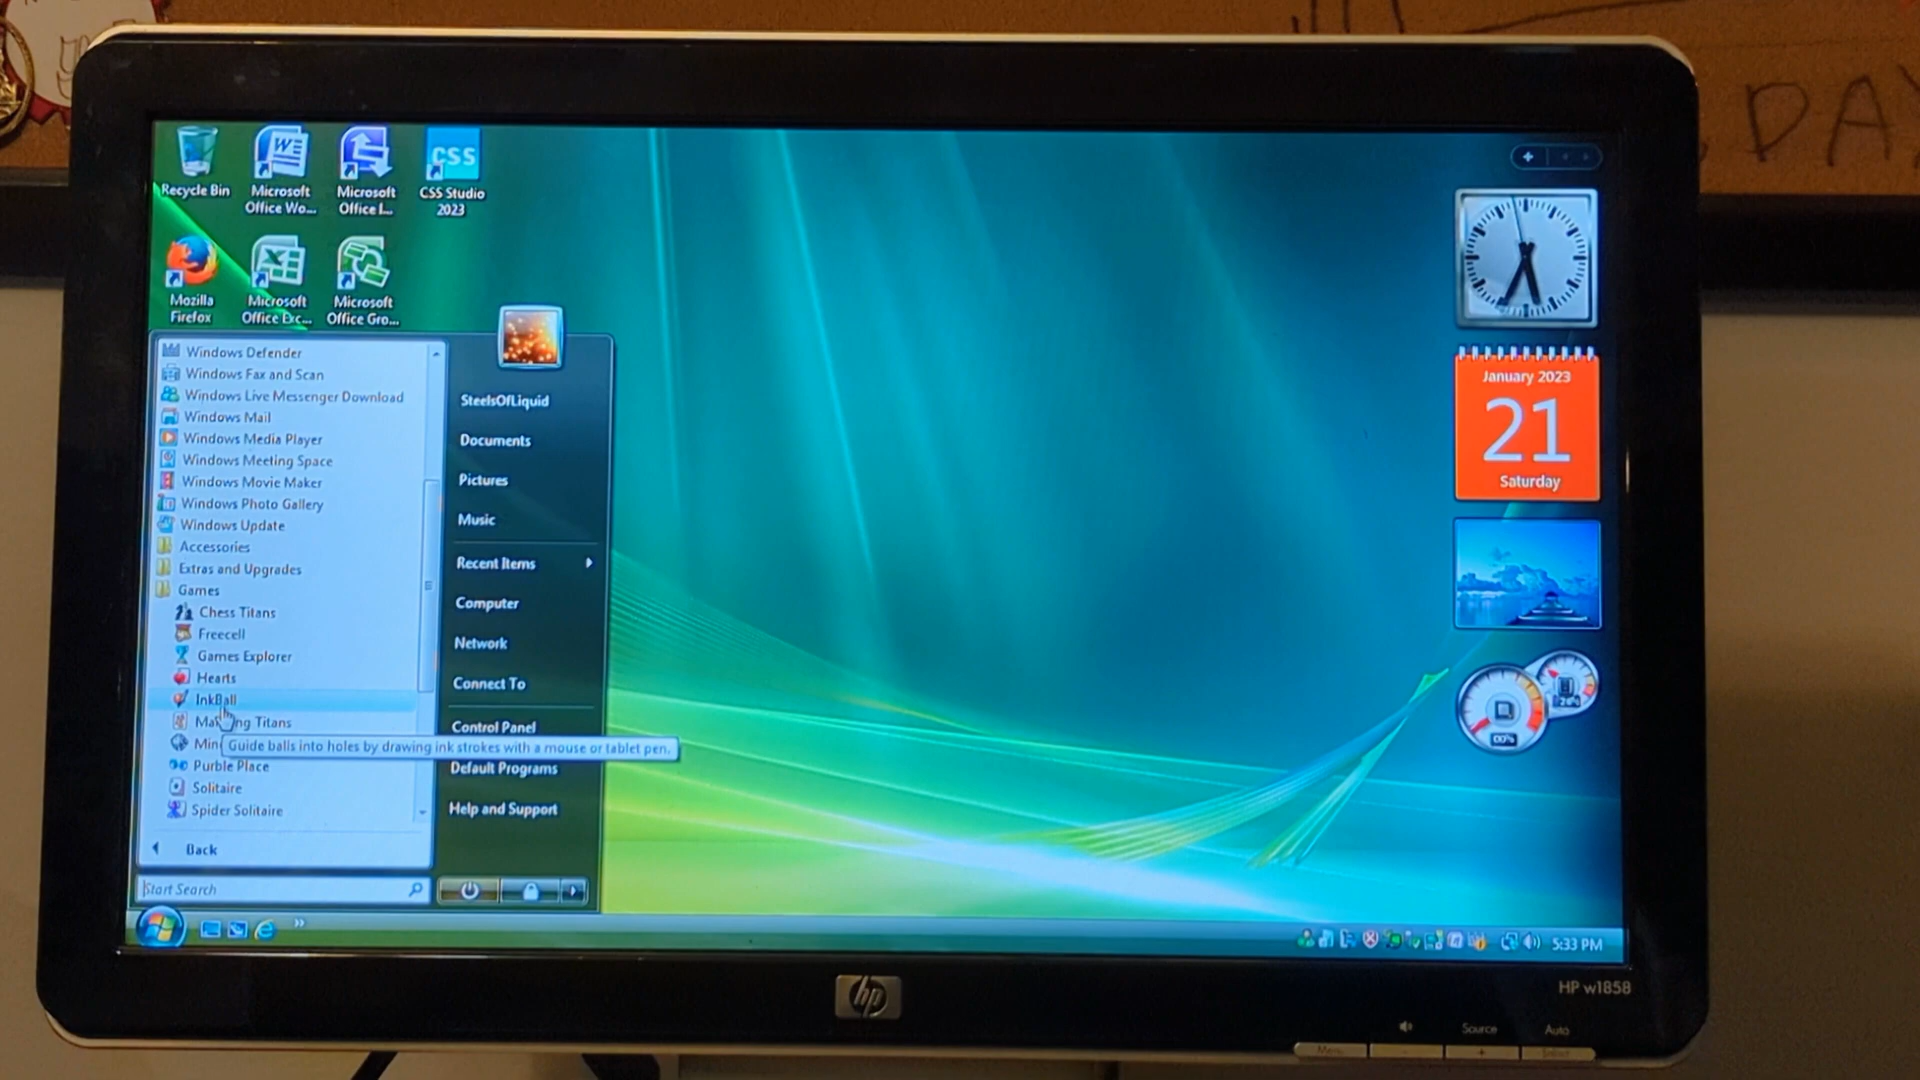 DAY
Recycle Bin
Microsoft
Office Wo...
Microsoft
Office I...
CSS
CSS Studio
2023
Mozilla
Firefox
Microsoft
Office Exc...
Microsoft
Office Gro...
Windows Defender
Windows Fax and Scan
Windows Live Messenger Download
Windows Mail
Windows Media Player
Windows Meeting Space
Windows Movie Maker
Windows Photo Gallery
Windows Update
Accessories
Extras and Upgrades
Games
Chess Titans
Freecell
Games Explorer
Hearts
InkBall
Titans
Guide balls into holes by drawing ink strokes with a mouse or tablet pen.
Purble Place
Solitaire
Spider Solitaire
Back
Start Search
SteelsOfLiquid
Documents
Pictures
Music
Recent Items
Computer
Network
Connect To
Control Panel
Default Programs
Help and Support
January 2023
21
Saturday
00%
5:33 PM
hp
HP w1858
Source
Auto
Menu
Select